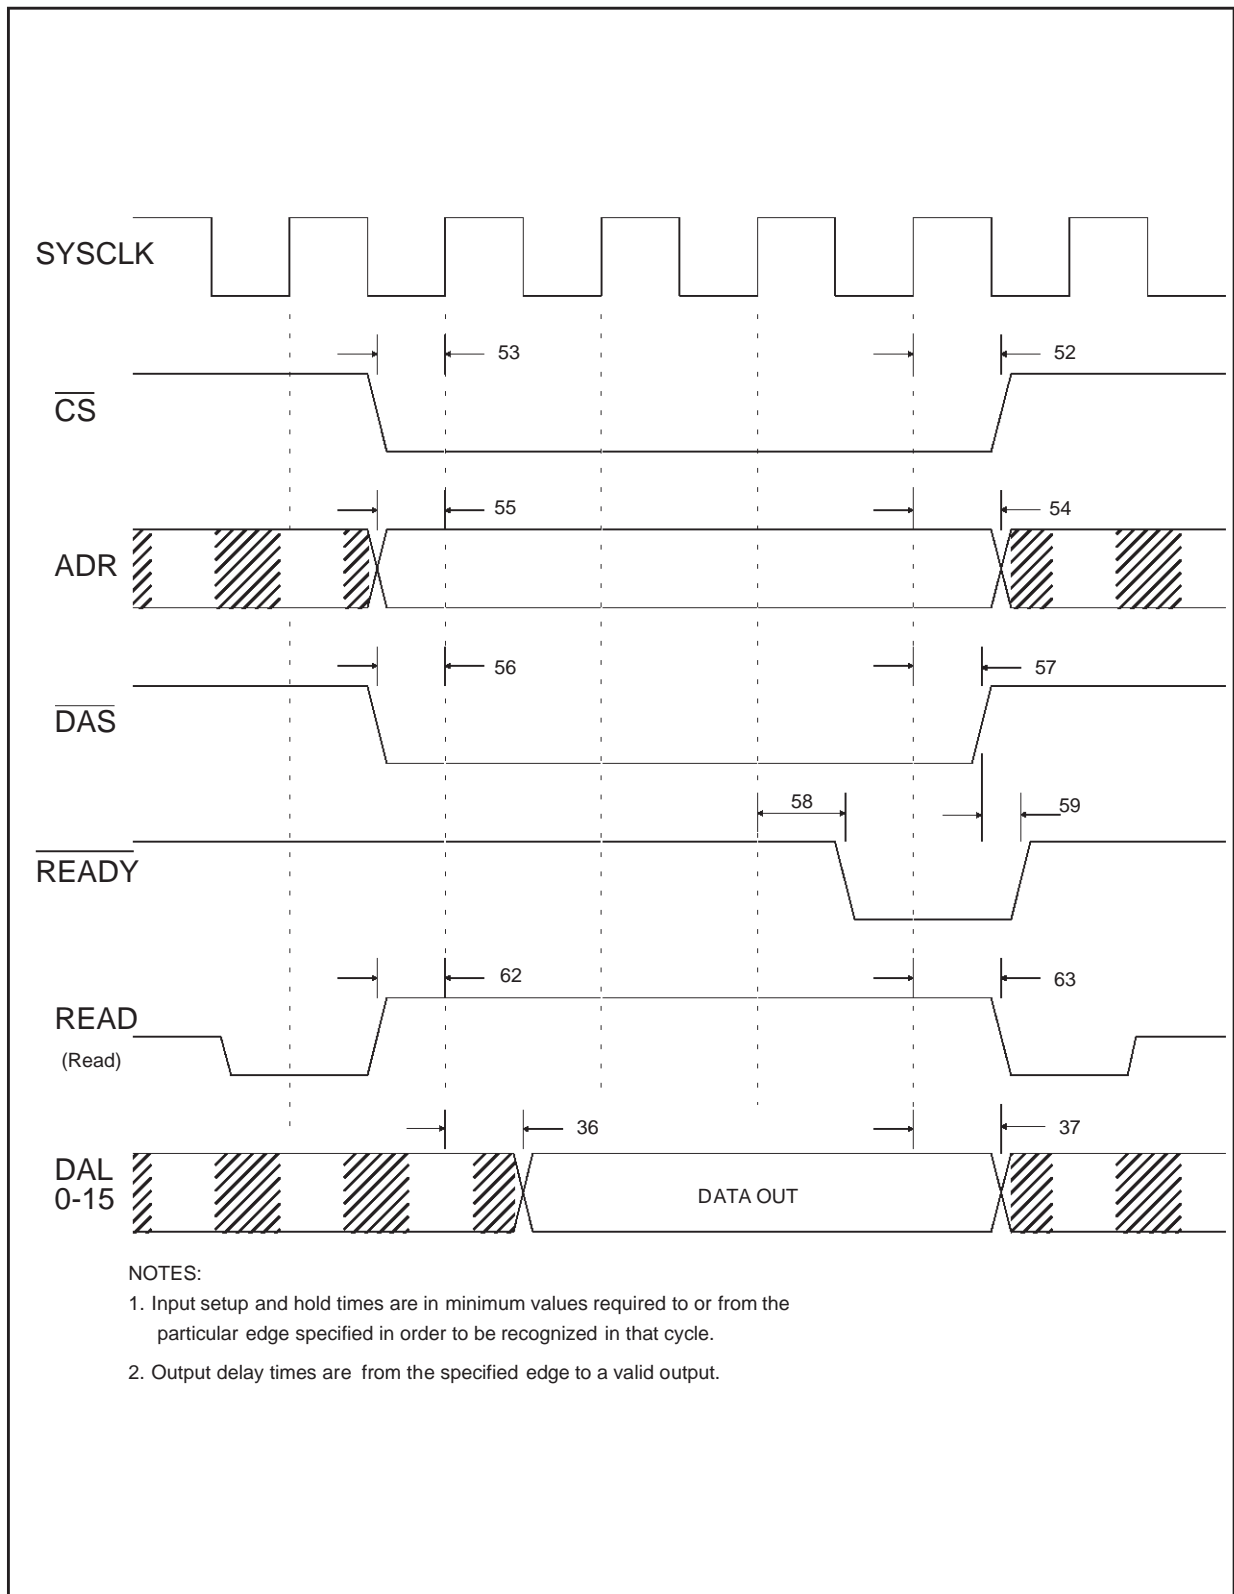 SYSCLK
53
52
CS
55
54
ADR
56
57
DAS
58
59
READY
62
63
READ
(Read)
36
37
DAL
0-15
DATA OUT
NOTES:
1. Input setup and hold times are in minimum values required to or from the
particular edge specified in order to be recognized in that cycle.
2. Output delay times are from the specified edge to a valid output.